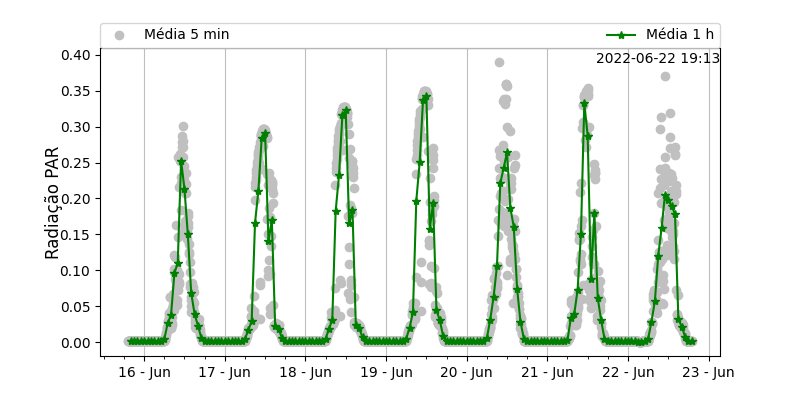 Média 5 min
Média 1 h
2022-06-22 19:13
Radiação PAR
0.40
0.35
0.30
0.25
0.20
0.15
0.10
0.05
0.00
16 - Jun
17 - Jun
18 - Jun
19 - Jun
20 - Jun
21 - Jun
22 - Jun
23 - Jun